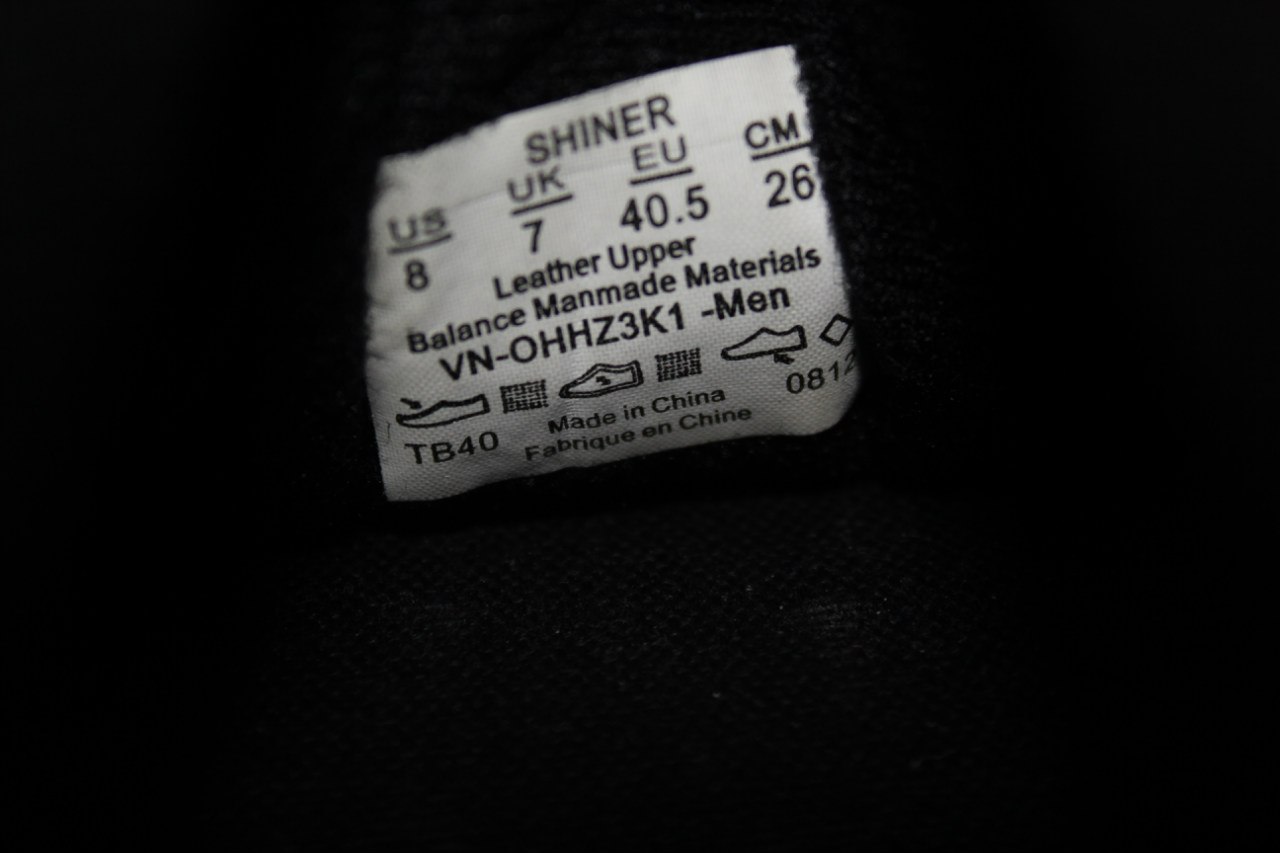 SHINER
US UK EU CM
8 7 40.5 26
Leather Upper
Balance Manmade Materials
VN-OHHZ3K1 -Men
TB40 Made in China 0812
Fabrique en Chine